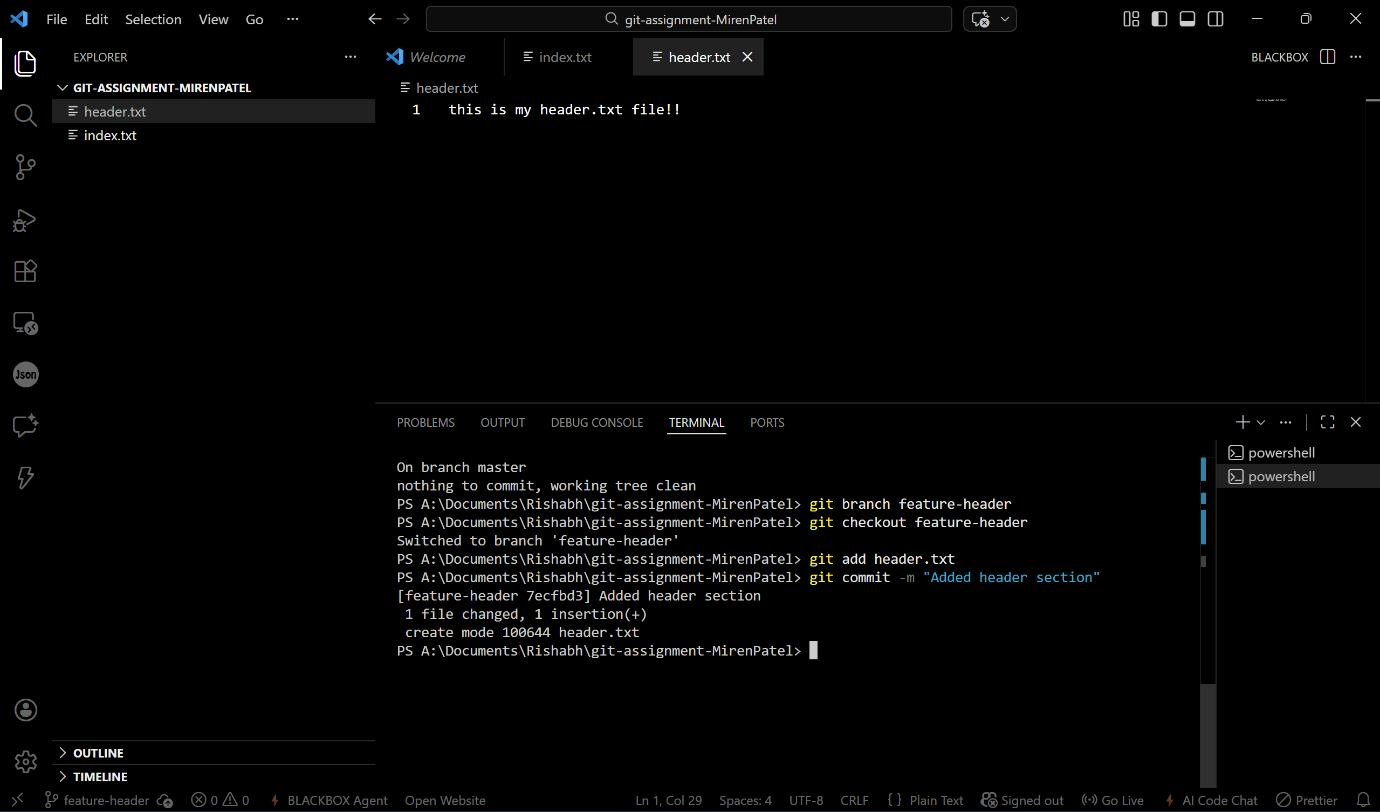 File Edit Selection View Go ··· git-assignment-MirenPatel
EXPLORER ···
GIT-ASSIGNMENT-MIRENPATEL
header.txt
index.txt
Welcome index.txt header.txt BLACKBOX ···
header.txt
1 this is my header.txt file!!
PROBLEMS OUTPUT DEBUG CONSOLE TERMINAL PORTS ···
On branch master
nothing to commit, working tree clean
PS A:\Documents\Rishabh\git-assignment-MirenPatel> git branch feature-header
PS A:\Documents\Rishabh\git-assignment-MirenPatel> git checkout feature-header
Switched to branch 'feature-header'
PS A:\Documents\Rishabh\git-assignment-MirenPatel> git add header.txt
PS A:\Documents\Rishabh\git-assignment-MirenPatel> git commit -m "Added header section"
[feature-header 7ecfbd3] Added header section
 1 file changed, 1 insertion(+)
 create mode 100644 header.txt
PS A:\Documents\Rishabh\git-assignment-MirenPatel>
powershell
powershell
Json
OUTLINE
TIMELINE
feature-header 0 0 BLACKBOX Agent Open Website Ln 1, Col 29 Spaces: 4 UTF-8 CRLF {} Plain Text Signed out Go Live AI Code Chat Prettier